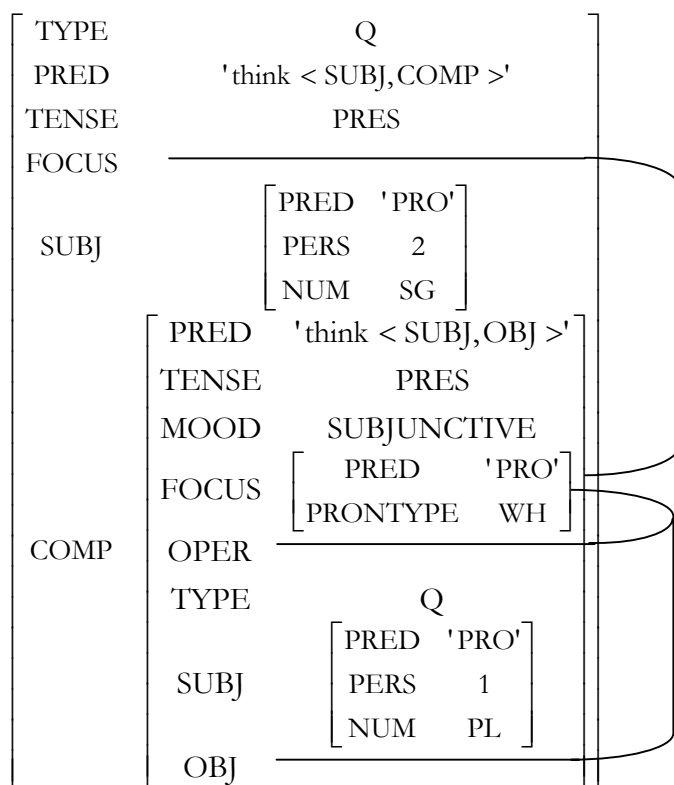 TYPE Q
PRED 'think < SUBJ,COMP >'
TENSE PRES
FOCUS
SUBJ
PRED 'PRO'
PERS 2
NUM SG
COMP
PRED 'think < SUBJ,OBJ >'
TENSE PRES
MOOD SUBJUNCTIVE
FOCUS
PRED 'PRO'
PRONTYPE WH
OPER
TYPE Q
SUBJ
PRED 'PRO'
PERS 1
NUM PL
OBJ